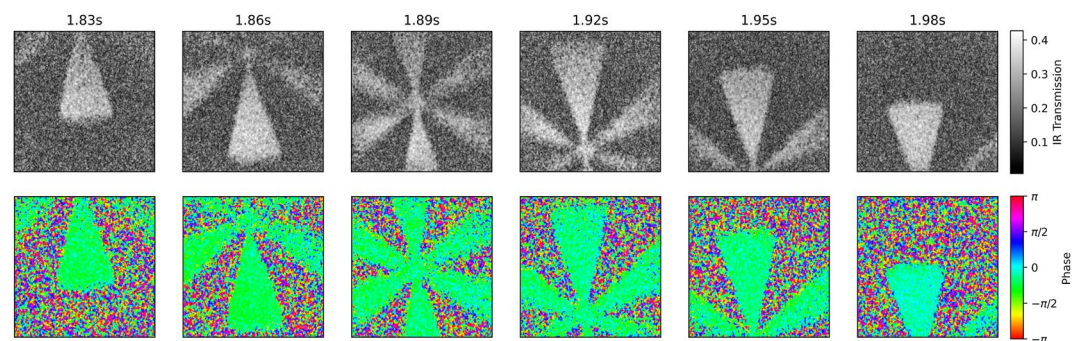 1.83s 1.86s 1.89s 1.92s 1.95s 1.98s
0.4
0.3
0.2
0.1
IR Transmission
π
π/2
0
−π/2
−π
Phase